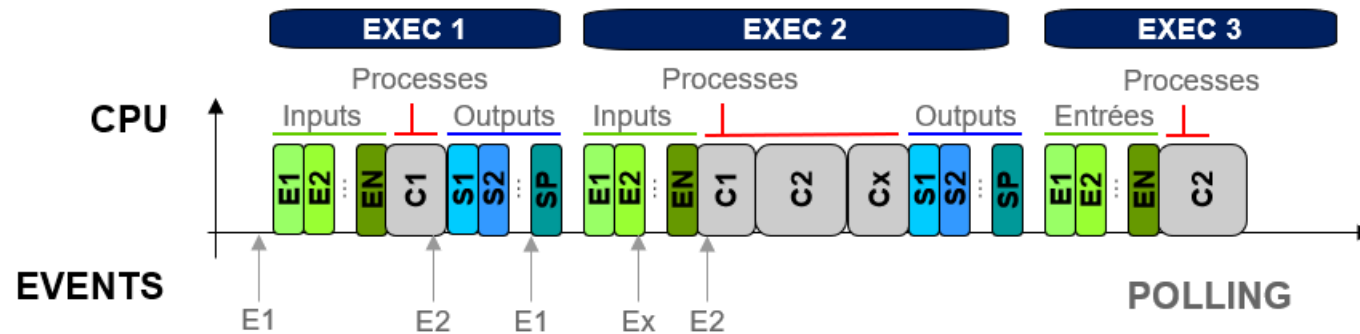 EXEC 1 EXEC 2 EXEC 3
Processes Processes Processes
CPU Inputs Outputs Inputs Outputs Entrées
E1 E2 ... EN C1 S1 S2 ... SP E1 E2 ... EN C1 C2 Cx S1 S2 ... SP E1 E2 ... EN C2
EVENTS POLLING
E1 E2 E1 Ex E2